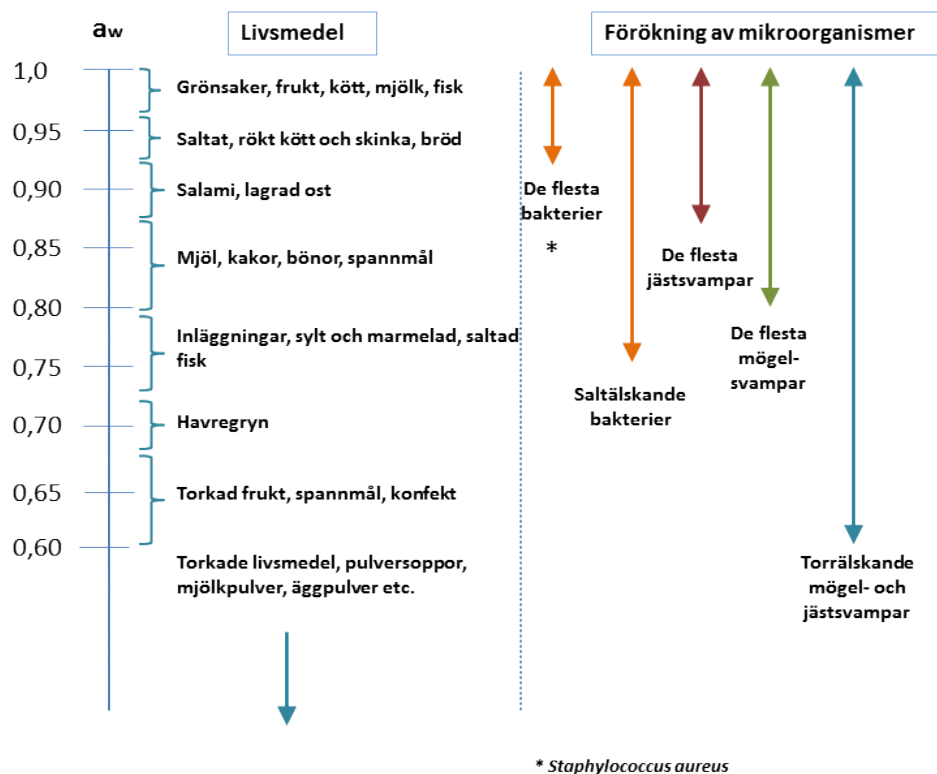 aw
Livsmedel
Förökning av mikroorganismer
1,0
Grönsaker, frukt, kött, mjölk, fisk
0,95
Saltat, rökt kött och skinka, bröd
0,90
Salami, lagrad ost
0,85
Mjöl, kakor, bönor, spannmål
0,80
Inläggningar, sylt och marmelad, saltad
fisk
0,75
0,70
Havregryn
0,65
Torkad frukt, spannmål, konfekt
0,60
Torkade livsmedel, pulversoppor,
mjölkpulver, äggpulver etc.
De flesta
bakterier
*
Saltälskande
bakterier
De flesta
jästsvampar
De flesta
mögel-
svampar
Torrälskande
mögel- och
jästsvampar
* Staphylococcus aureus